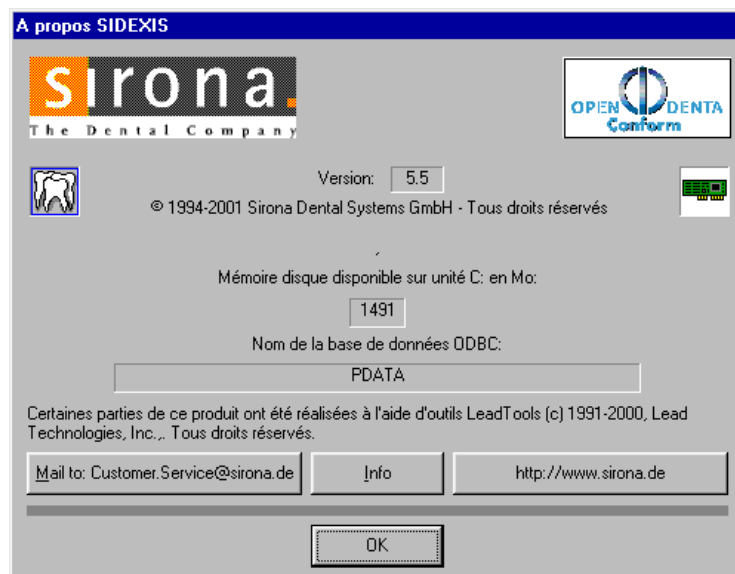 A propos SIDEXIS
sirona.
The Dental Company
OPEN DENTA
Conform
Version: 5.5
© 1994-2001 Sirona Dental Systems GmbH - Tous droits réservés
Mémoire disque disponible sur unité C: en Mo:
1491
Nom de la base de données ODBC:
PDATA
Certaines parties de ce produit ont été réalisées à l'aide d'outils LeadTools (c) 1991-2000, Lead
Technologies, Inc.,. Tous droits réservés.
Mail to: Customer.Service@sirona.de
Info
http://www.sirona.de
OK